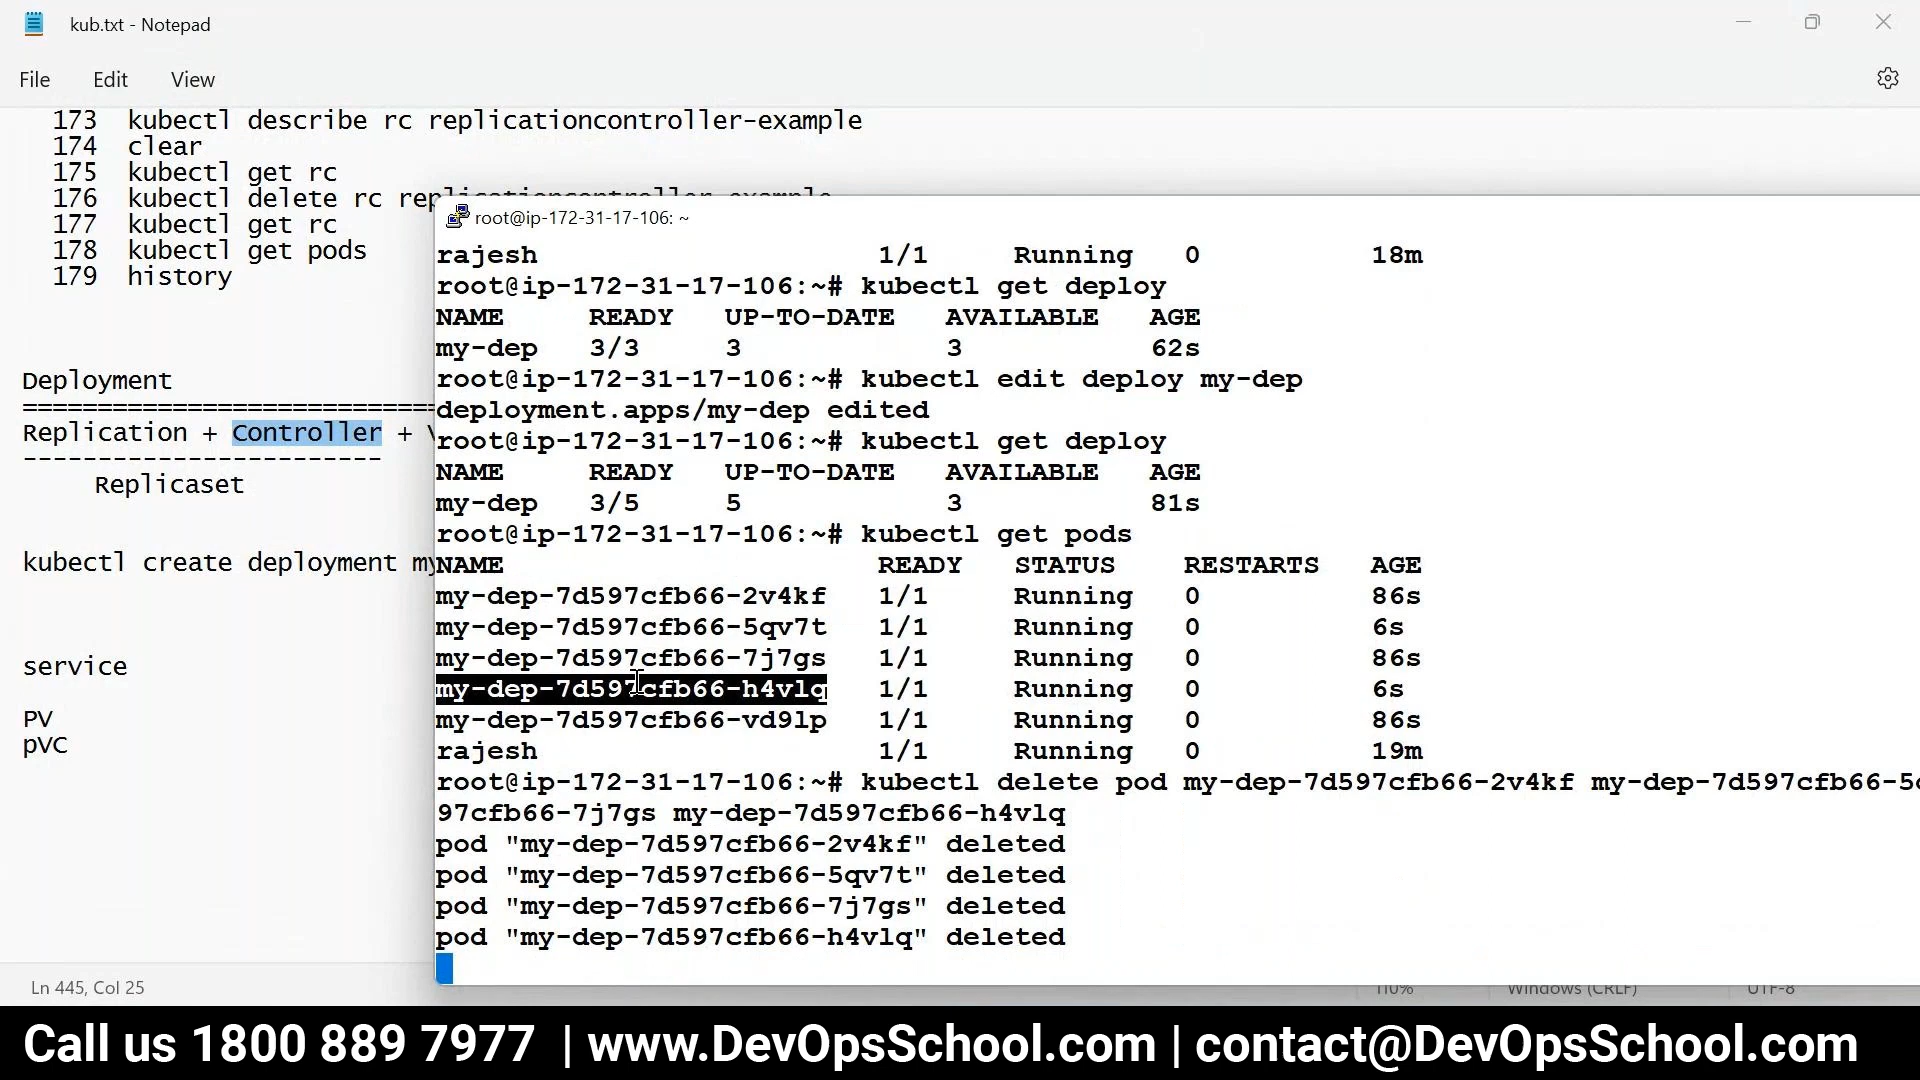 kub.txt - Notepad
File Edit View
173 kubectl describe rc replicationcontroller-example
174 clear
175 kubectl get rc
176 kubectl delete rc replicationcontroller-example
177 kubectl get rc
178 kubectl get pods
179 history
Deployment
=============================
Replication + Controller +
------------------------
Replicaset
kubectl create deployment my
service
PV
pVC
Ln 445, Col 25
root@ip-172-31-17-106: ~
rajesh 1/1 Running 0 18m
root@ip-172-31-17-106:~# kubectl get deploy
NAME READY UP-TO-DATE AVAILABLE AGE
my-dep 3/3 3 3 62s
root@ip-172-31-17-106:~# kubectl edit deploy my-dep
deployment.apps/my-dep edited
root@ip-172-31-17-106:~# kubectl get deploy
NAME READY UP-TO-DATE AVAILABLE AGE
my-dep 3/5 5 3 81s
root@ip-172-31-17-106:~# kubectl get pods
NAME READY STATUS RESTARTS AGE
my-dep-7d597cfb66-2v4kf 1/1 Running 0 86s
my-dep-7d597cfb66-5qv7t 1/1 Running 0 6s
my-dep-7d597cfb66-7j7gs 1/1 Running 0 86s
my-dep-7d597cfb66-h4vlq 1/1 Running 0 6s
my-dep-7d597cfb66-vd9lp 1/1 Running 0 86s
rajesh 1/1 Running 0 19m
root@ip-172-31-17-106:~# kubectl delete pod my-dep-7d597cfb66-2v4kf my-dep-7d597cfb66-5
97cfb66-7j7gs my-dep-7d597cfb66-h4vlq
pod "my-dep-7d597cfb66-2v4kf" deleted
pod "my-dep-7d597cfb66-5qv7t" deleted
pod "my-dep-7d597cfb66-7j7gs" deleted
pod "my-dep-7d597cfb66-h4vlq" deleted
110% Windows (CRLF) UTF-8
Call us 1800 889 7977 | www.DevOpsSchool.com | contact@DevOpsSchool.com